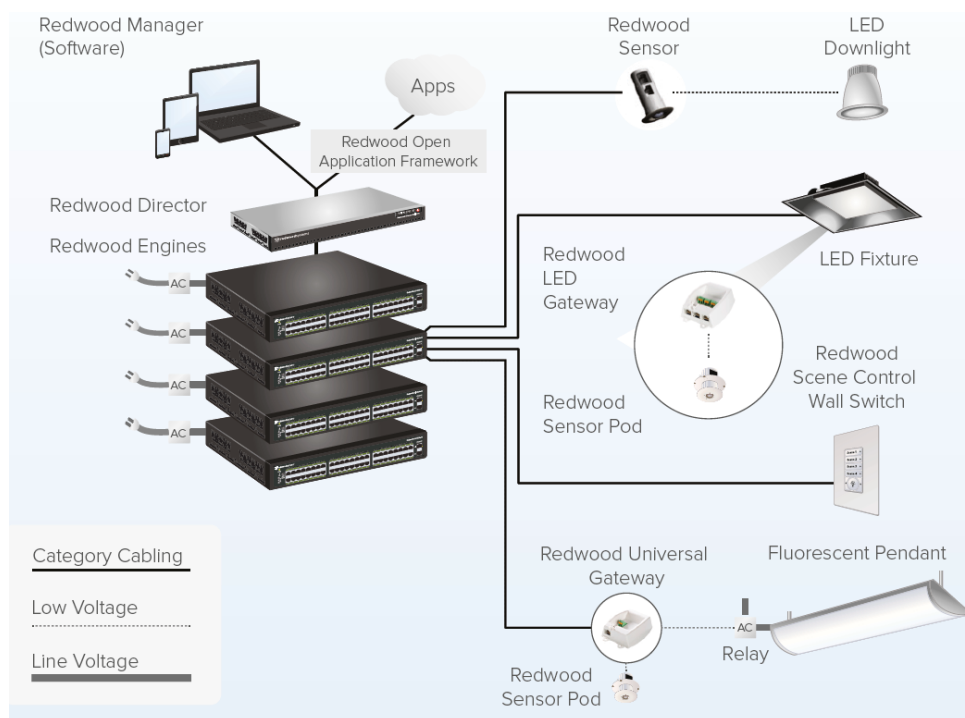 Redwood Manager
(Software)
Apps
Redwood Open
Application Framework
Redwood
Sensor
LED
Downlight
Redwood Director
Redwood Engines
AC
AC
AC
AC
Redwood
LED
Gateway
LED Fixture
Redwood
Sensor Pod
Redwood
Scene Control
Wall Switch
Category Cabling
Low Voltage
Line Voltage
Redwood Universal
Gateway
Fluorescent Pendant
AC
Relay
Redwood
Sensor Pod